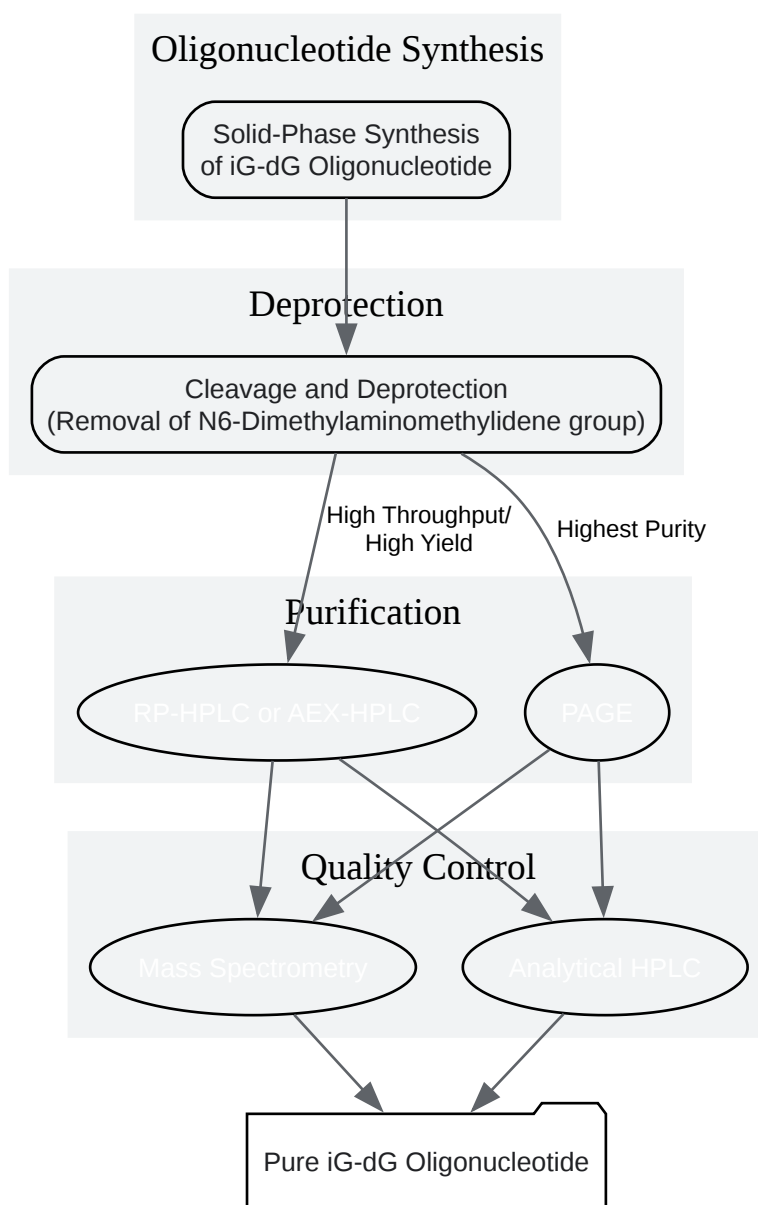 Oligonucleotide Synthesis
Solid-Phase Synthesis
of iG-dG Oligonucleotide
Deprotection
Cleavage and Deprotection
(Removal of N6-Dimethylaminomethylidene group)
High Throughput/
High Yield
Highest Purity
Purification
RP-HPLC or AEX-HPLC
PAGE
Quality Control
Mass Spectrometry
Analytical HPLC
Pure iG-dG Oligonucleotide